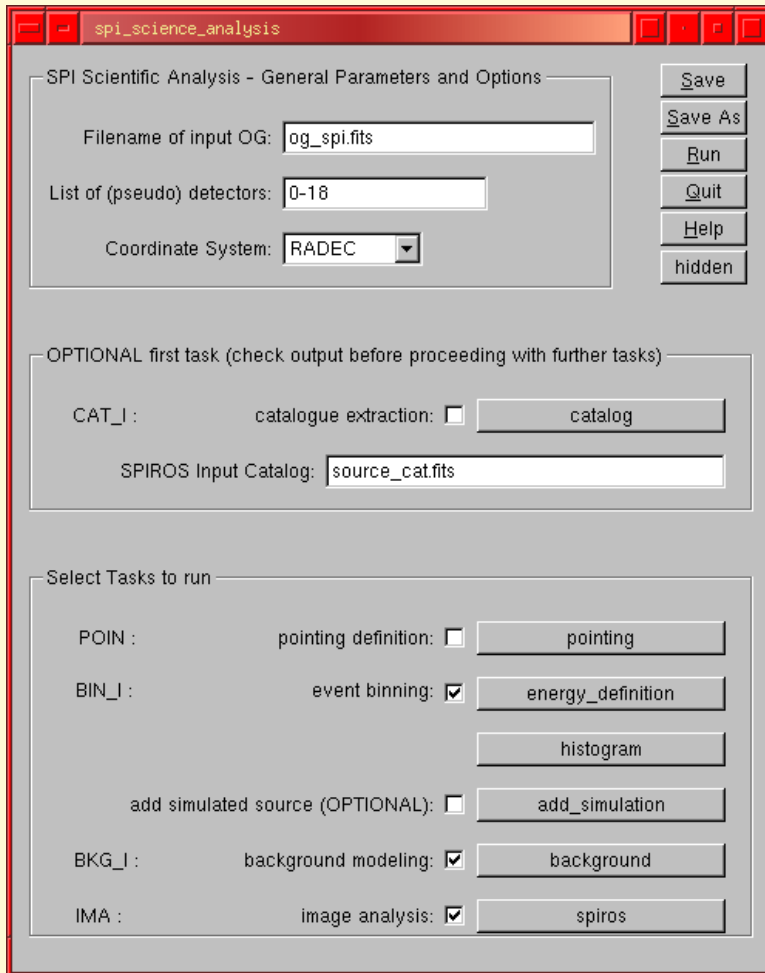 spi_science_analysis
SPI Scientific Analysis - General Parameters and Options
Filename of input OG: og_spi.fits
List of (pseudo) detectors: 0-18
Coordinate System: RADEC
Save
Save As
Run
Quit
Help
hidden
OPTIONAL first task (check output before proceeding with further tasks)
CAT_I : catalogue extraction: catalog
SPIROS Input Catalog: source_cat.fits
Select Tasks to run
POIN : pointing definition: pointing
BIN_I : event binning: energy_definition
histogram
add simulated source (OPTIONAL): add_simulation
BKG_I : background modeling: background
IMA : image analysis: spiros